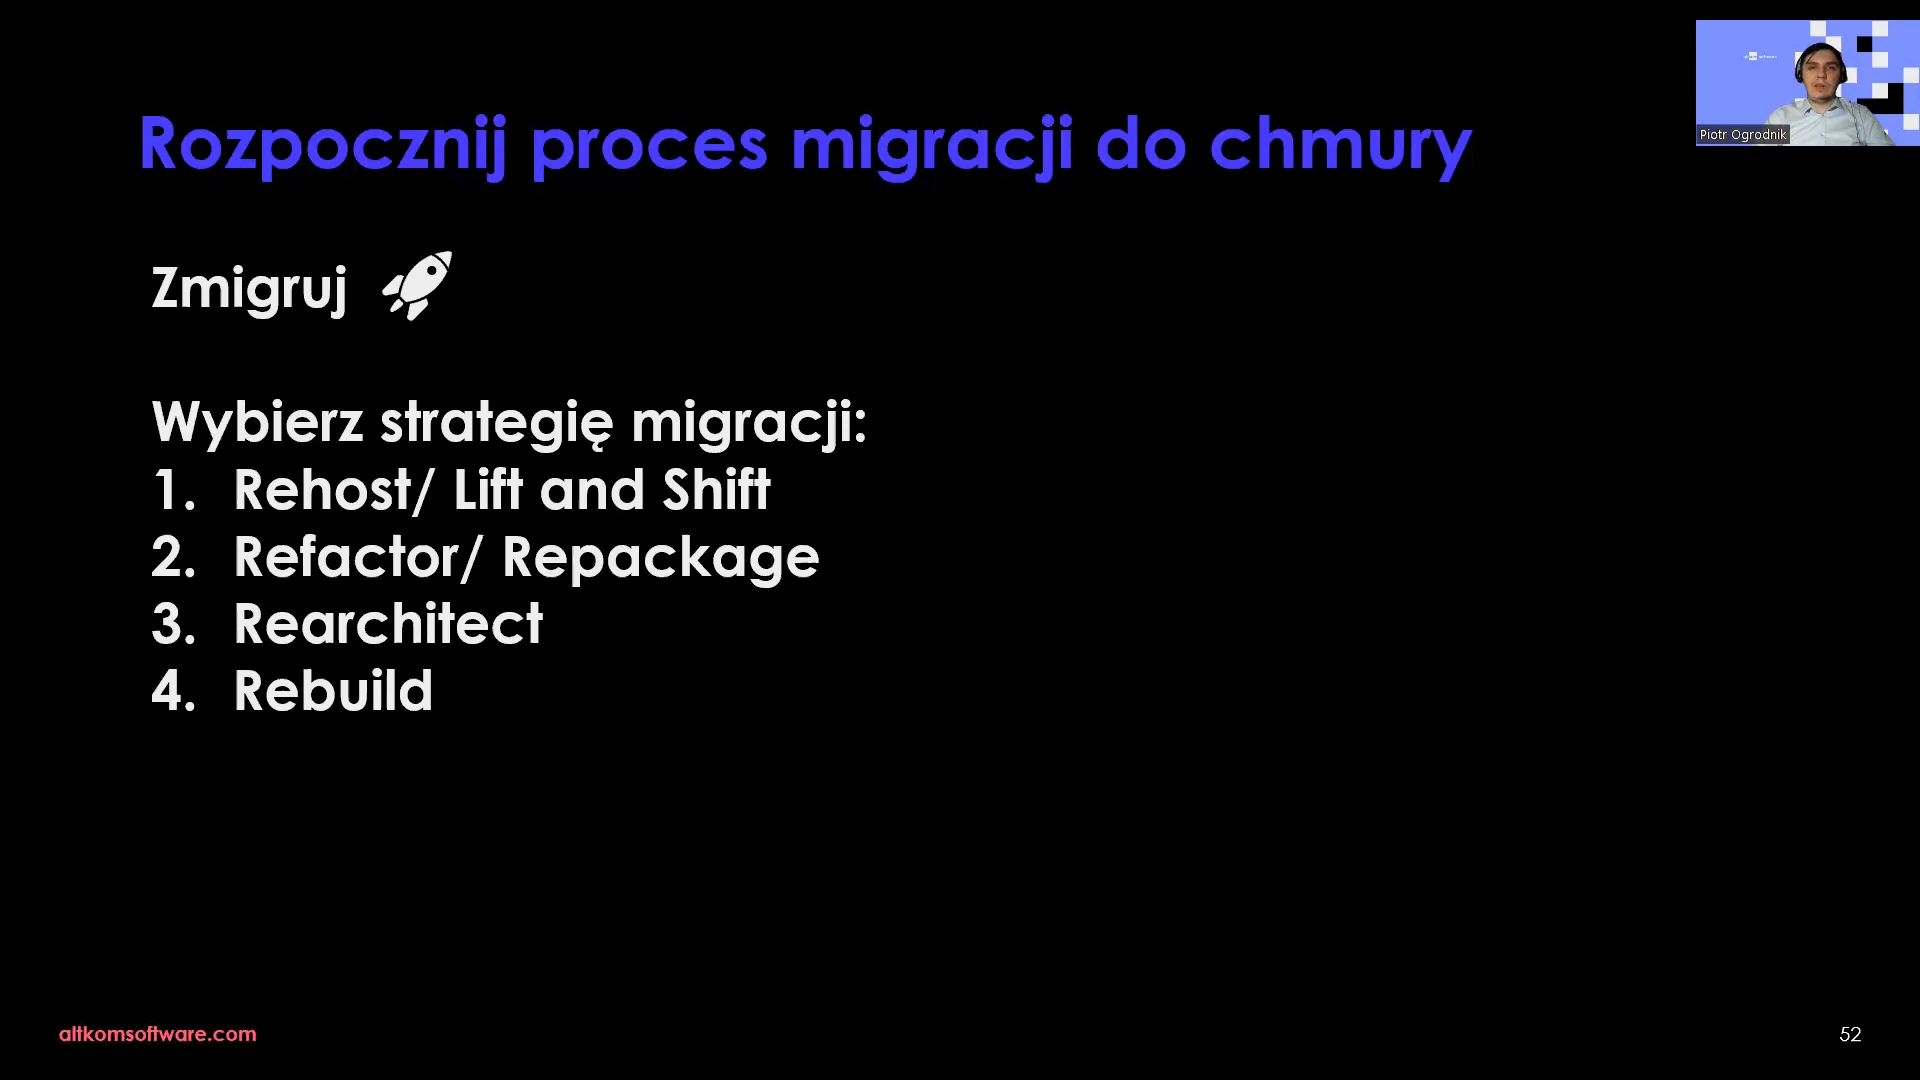 Rozpocznij proces migracji do chmury
Piotr Ogrodnik
Zmigruj
Wybierz strategię migracji:
1. Rehost/ Lift and Shift
2. Refactor/ Repackage
3. Rearchitect
4. Rebuild
altkomsoftware.com
52